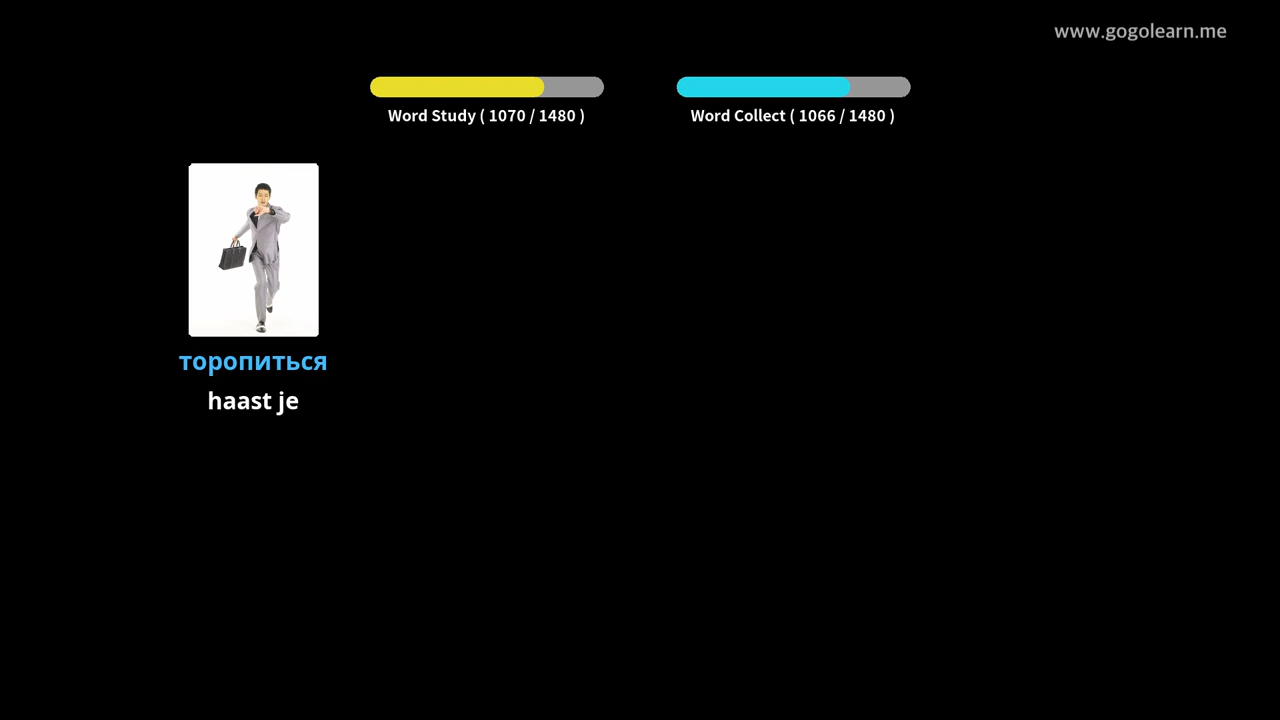 www.gogolearn.me
Word Study ( 1070 / 1480 )
Word Collect ( 1066 / 1480 )
торопиться
haast je